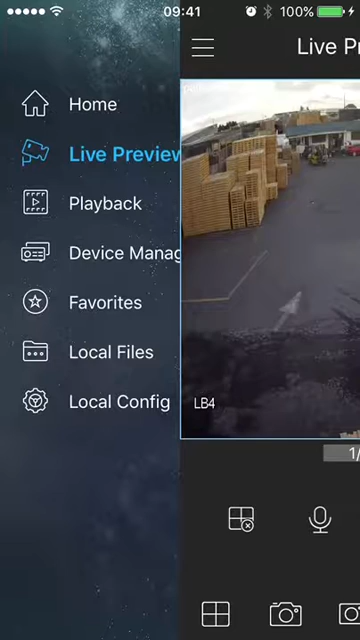 09:41
100%
Live Pr
Home
Live Preview
Playback
Device Manag
Favorites
Local Files
Local Config
LB4
1/